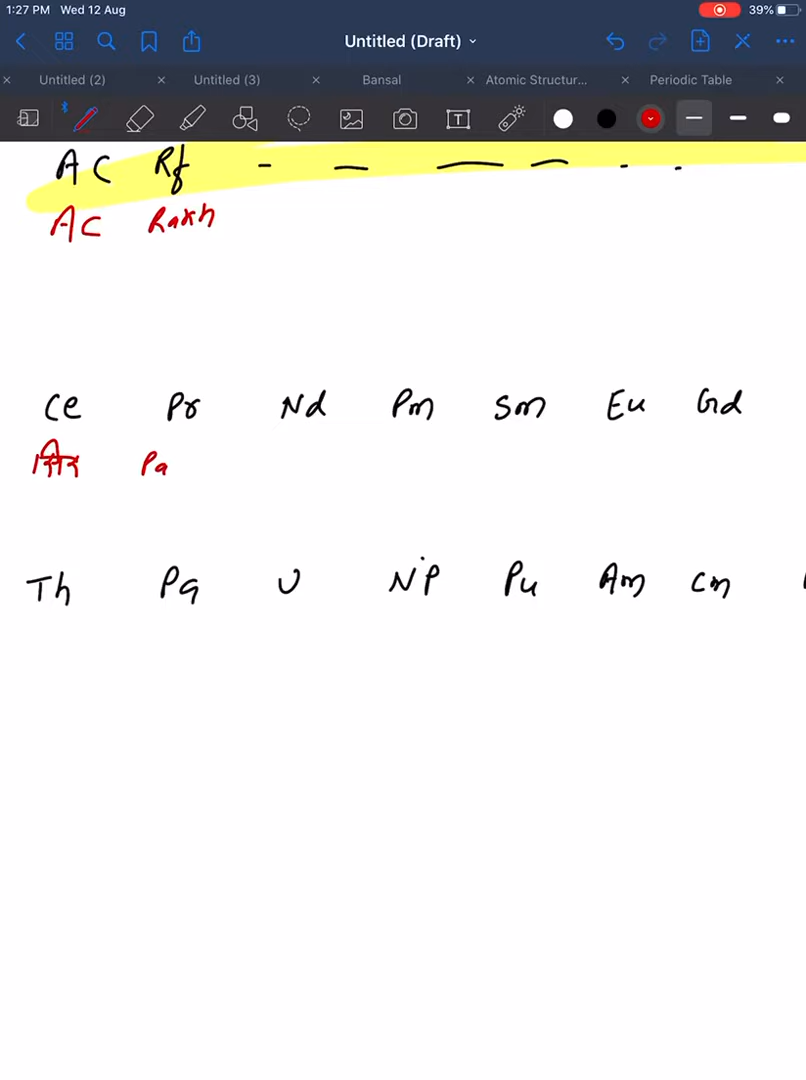 1:27 PM Wed 12 Aug 39%
Untitled (Draft)
Untitled (2) Untitled (3) Bansal Atomic Structur... Periodic Table
AC Rf - — — — - -
AC Rakh
Ce Pr Nd Pm Sm Eu Gd
सिर Pa
Th Pa U Np Pu Am Cm